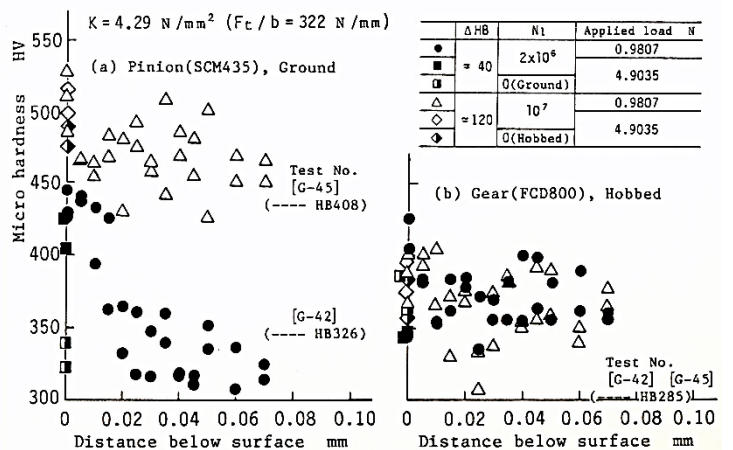 K=4.29 N/mm² (Ft/b=322 N/mm)
ΔHB Nl Applied load N
● ≃ 40 2x10⁶ 0.9807
■ 4.9035
◨ 0(Ground)
△ ≃120 10⁷ 0.9807
◇ 4.9035
⬗ 0(Hobbed)
Micro hardness HV
550
500
450
400
350
300
(a) Pinion(SCM435), Ground
Test No.
[G-45]
(---- HB408)
[G-42]
(---- HB326)
0 0.02 0.04 0.06 0.08 0.10
Distance below surface mm
(b) Gear(FCD800), Hobbed
Test No.
[G-42] [G-45]
(---- HB285)
0 0.02 0.04 0.06 0.08 0.10
Distance below surface mm